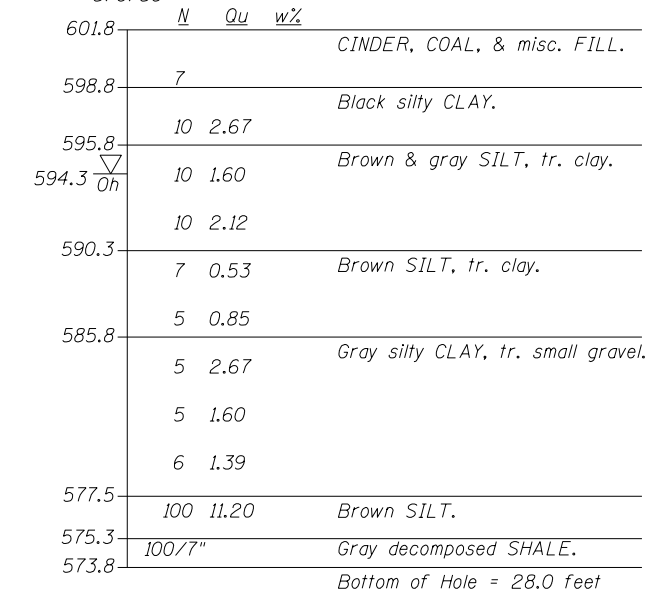 N Qu w%
601.8
CINDER, COAL, & misc. FILL.
7
598.8
Black silty CLAY.
10 2.67
595.8
Brown & gray SILT, tr. clay.
594.3 0h 10 1.60
10 2.12
590.3
7 0.53 Brown SILT, tr. clay.
5 0.85
585.8
Gray silty CLAY, tr. small gravel.
5 2.67
5 1.60
6 1.39
577.5
100 11.20 Brown SILT.
575.3
100/7" Gray decomposed SHALE.
573.8
Bottom of Hole = 28.0 feet